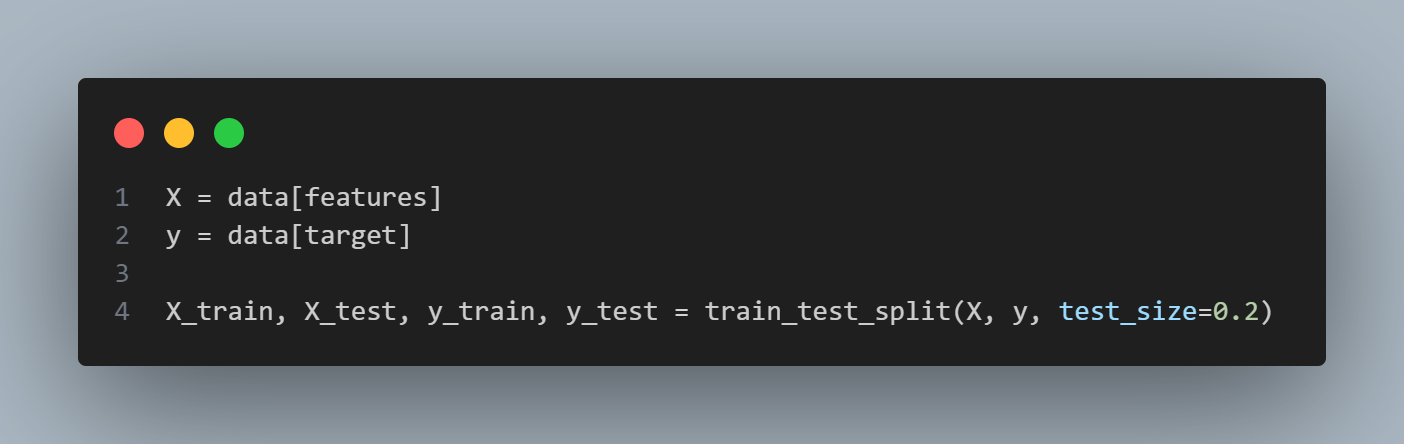 1 X = data[features]
2 y = data[target]
3
4 X_train, X_test, y_train, y_test = train_test_split(X, y, test_size=0.2)